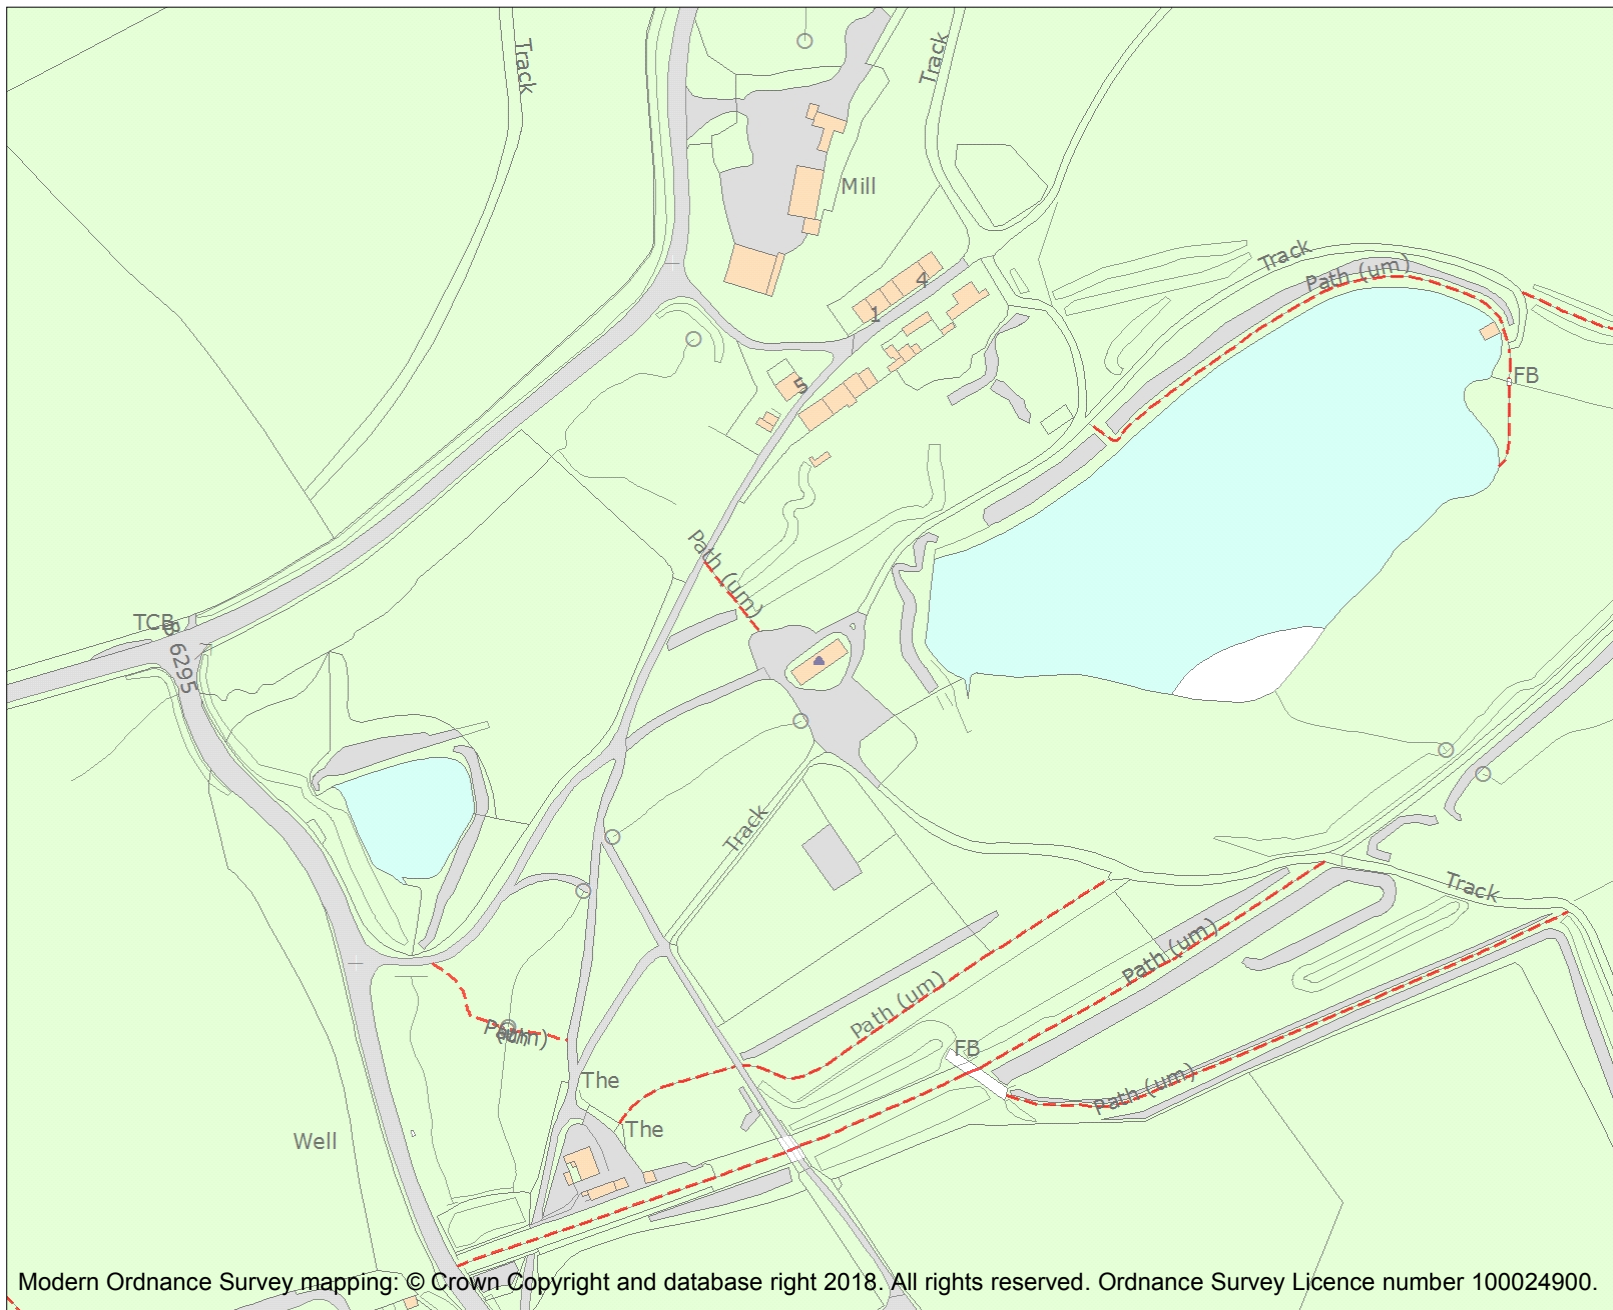 Track
Track
Mill
Track
Path (um)
4
1
FB
5
Path (um)
TCB
B 6295
Track
Track
Path (um)
Path (um)
FB
The
Path (um)
The
Well
Modern Ordnance Survey mapping: © Crown Copyright and database right 2018. All rights reserved. Ordnance Survey Licence number 100024900.